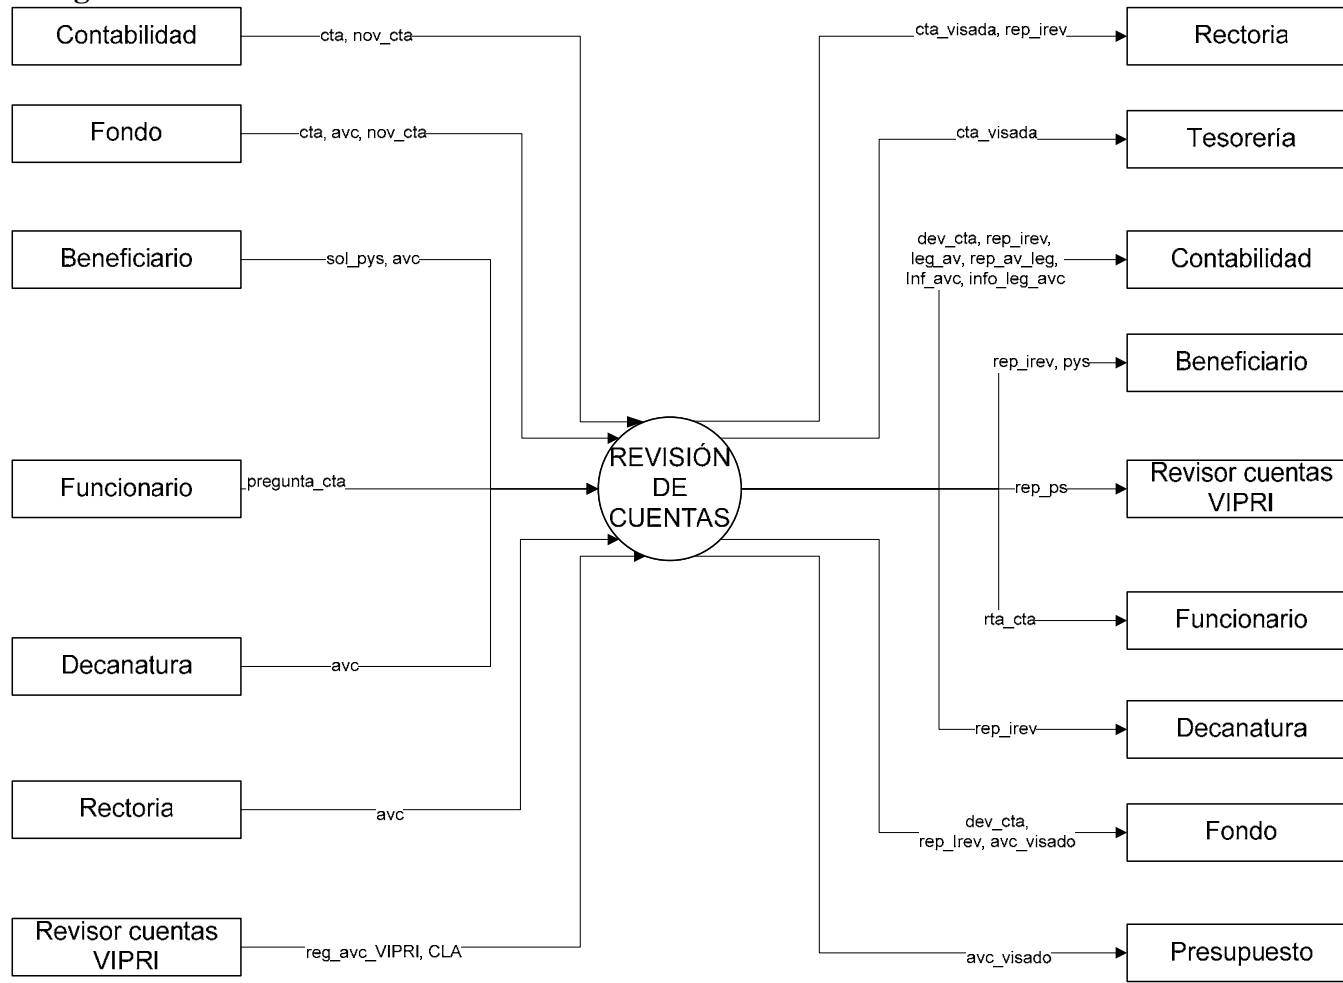 Contabilidad
cta, nov_cta
cta_visada, rep_irev
Rectoria
Fondo
cta, avc, nov_cta
cta_visada
Tesorería
Beneficiario
sol_pys, avc
dev_cta, rep_irev,
leg_av, rep_av_leg,
Inf_avc, info_leg_avc
Contabilidad
rep_irev, pys
Beneficiario
Funcionario
pregunta_cta
REVISIÓN
DE
CUENTAS
rep_ps
Revisor cuentas
VIPRI
rta_cta
Funcionario
Decanatura
avc
rep_irev
Decanatura
Rectoria
avc
dev_cta,
rep_Irev, avc_visado
Fondo
Revisor cuentas
VIPRI
reg_avc_VIPRI, CLA
avc_visado
Presupuesto